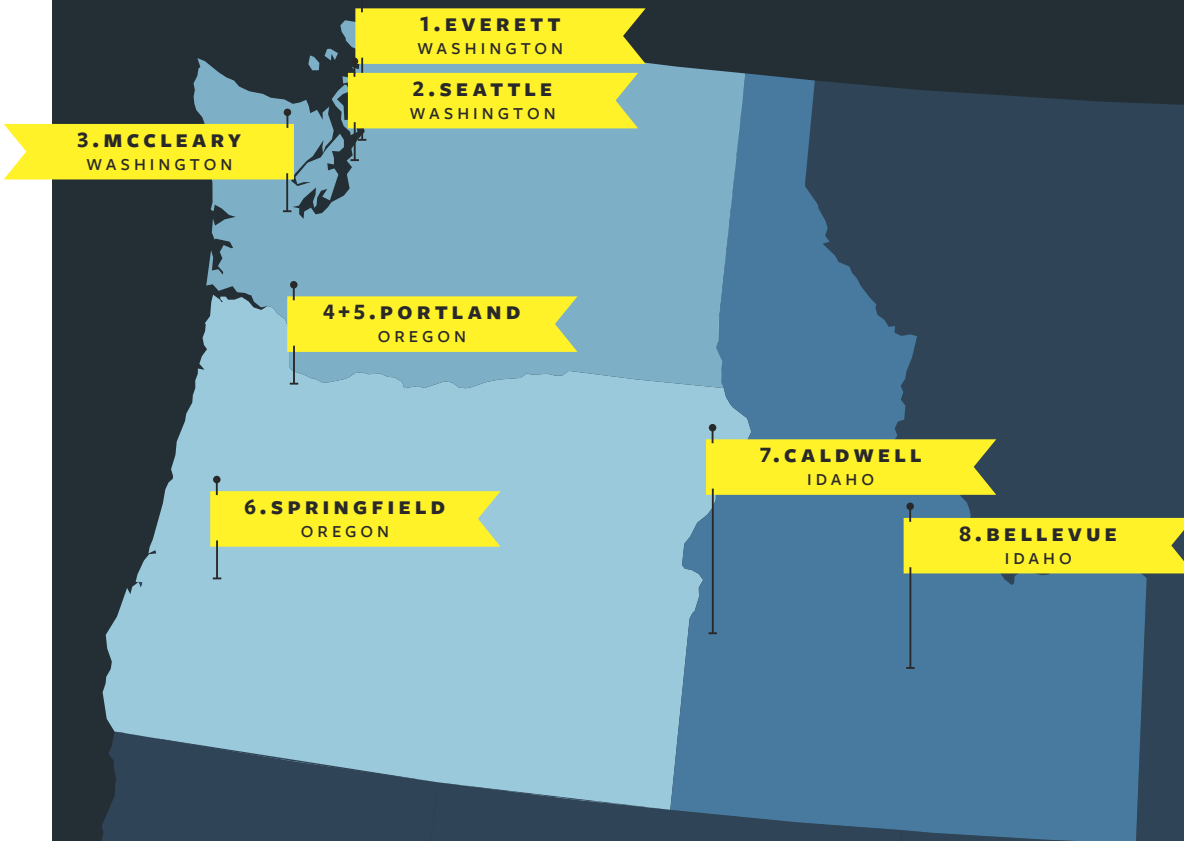 1.EVERETT
WASHINGTON
2.SEATTLE
WASHINGTON
3.MCCLEARY
WASHINGTON
4+5.PORTLAND
OREGON
6.SPRINGFIELD
OREGON
7.CALDWELL
IDAHO
8.BELLEVUE
IDAHO